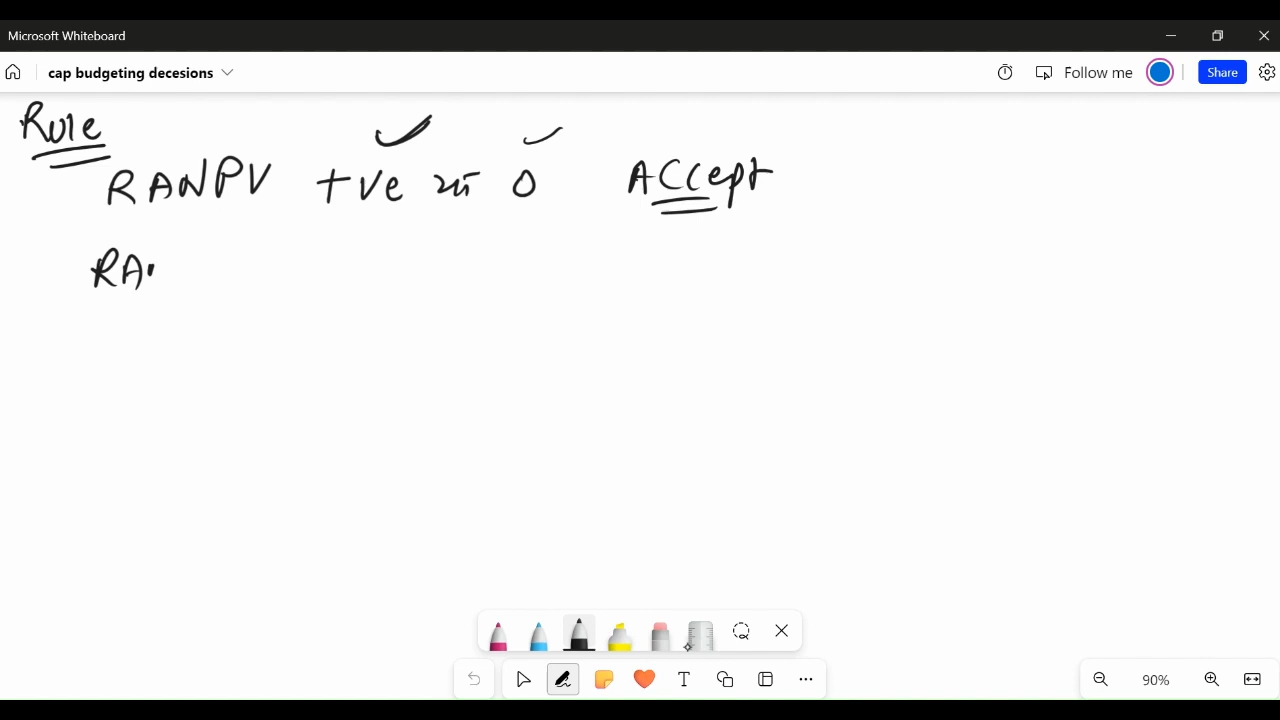 Microsoft Whiteboard
cap budgeting decesions
Follow me
Share
Rule
RANPV +ve या 0 Accept
RA
90%